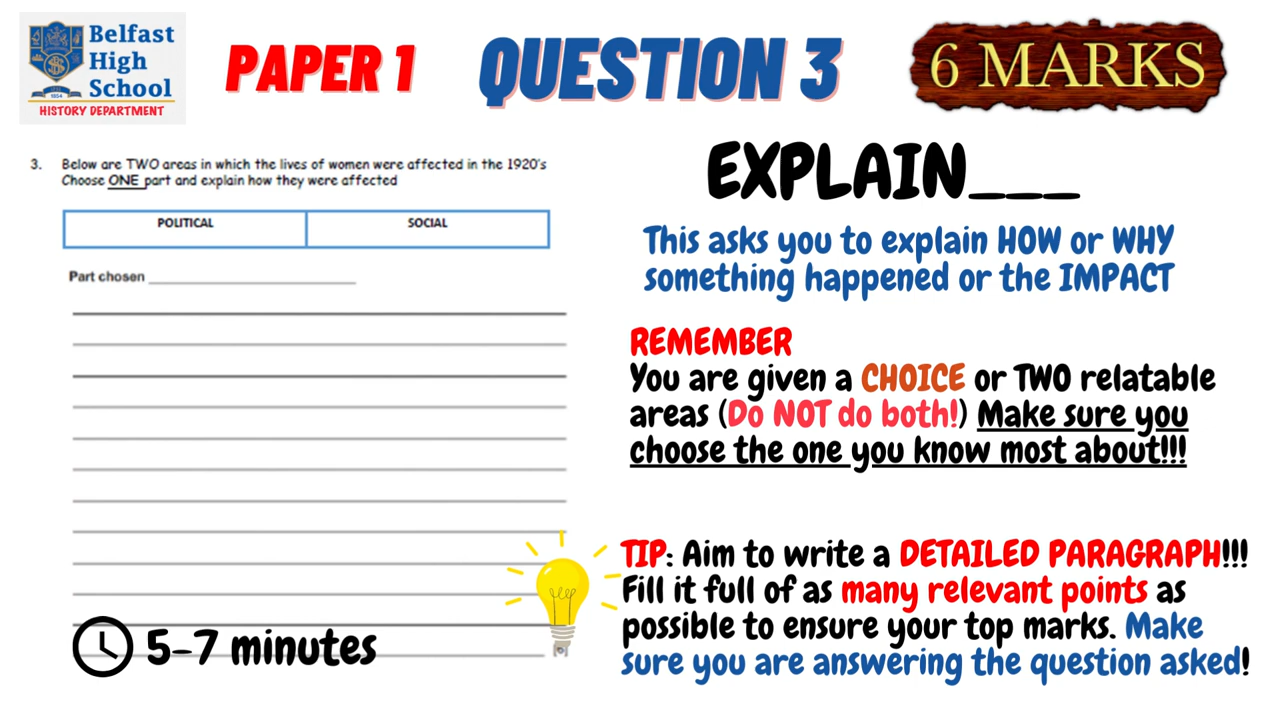 Belfast
High
School
HISTORY DEPARTMENT
PAPER 1
QUESTION 3
6 MARKS
3. Below are TWO areas in which the lives of women were affected in the 1920's
Choose ONE part and explain how they were affected
POLITICAL
SOCIAL
Part chosen ____________________
5-7 minutes
EXPLAIN___
This asks you to explain HOW or WHY
something happened or the IMPACT
REMEMBER
You are given a CHOICE or TWO relatable
areas (Do NOT do both!) Make sure you
choose the one you know most about!!!
TIP: Aim to write a DETAILED PARAGRAPH!!!
Fill it full of as many relevant points as
possible to ensure your top marks. Make
sure you are answering the question asked!